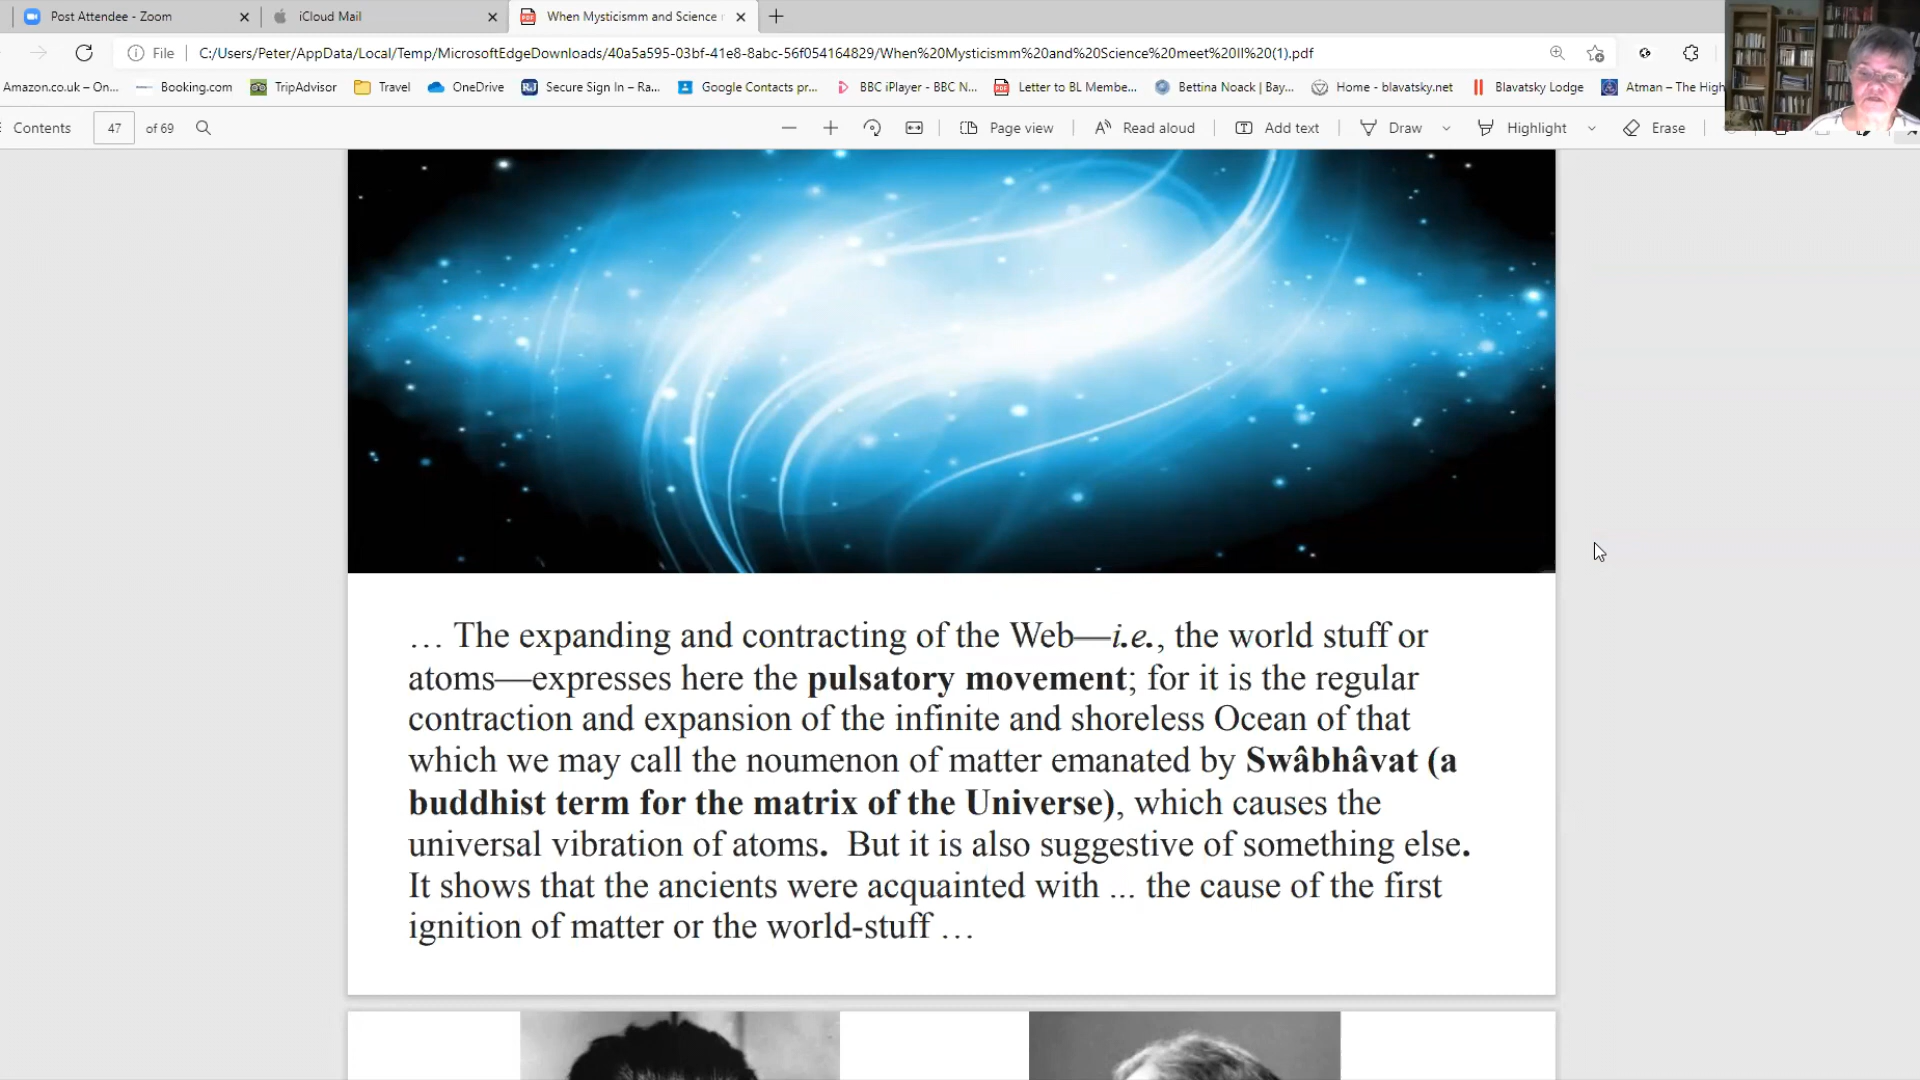 Post Attendee - Zoom
iCloud Mail
When Mysticismm and Science
File C:/Users/Peter/AppData/Local/Temp/MicrosoftEdgeDownloads/40a5a595-03bf-41e8-8abc-56f054164829/When%20Mysticismm%20and%20Science%20meet%20II%20(1).pdf
Amazon.co.uk – On... Booking.com TripAdvisor Travel OneDrive Secure Sign In – Ra... Google Contacts pr... BBC iPlayer - BBC N... Letter to BL Membe... Bettina Noack | Bay... Home - blavatsky.net Blavatsky Lodge Atman – The High
Contents 47 of 69 Page view Read aloud Add text Draw Highlight Erase
… The expanding and contracting of the Web—i.e., the world stuff or
atoms—expresses here the pulsatory movement; for it is the regular
contraction and expansion of the infinite and shoreless Ocean of that
which we may call the noumenon of matter emanated by Swâbhâvat (a
buddhist term for the matrix of the Universe), which causes the
universal vibration of atoms.  But it is also suggestive of something else.
It shows that the ancients were acquainted with ... the cause of the first
ignition of matter or the world-stuff …